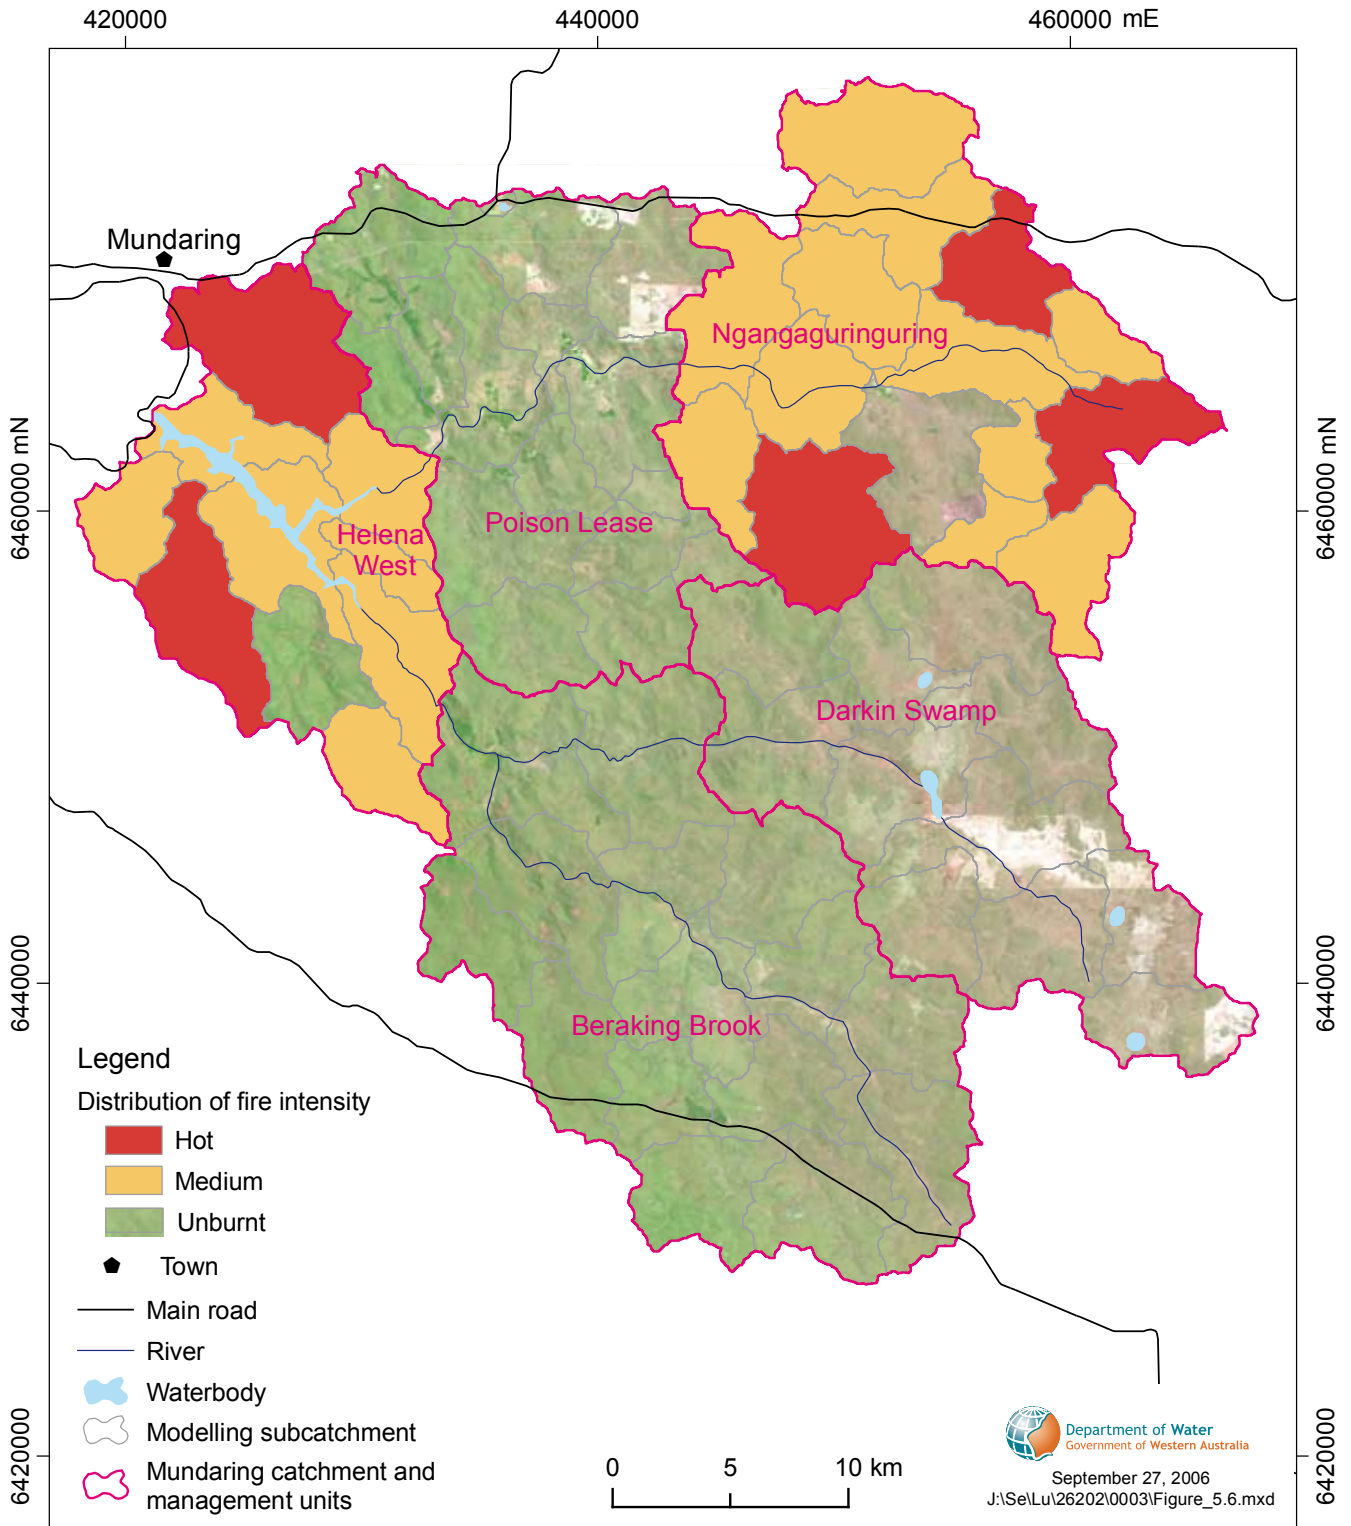 420000
440000
460000 mE
Mundaring
Ngangaguringuring
6460000 mN
6460000 mN
Poison Lease
Helena
West
Darkin Swamp
6440000
6440000
Beraking Brook
Legend
Distribution of fire intensity
Hot
Medium
Unburnt
Town
Main road
River
Waterbody
Modelling subcatchment
Mundaring catchment and
management units
6420000
6420000
0 5 10 km
Department of Water
Government of Western Australia
September 27, 2006
J:\Se\Lu\26202\0003\Figure_5.6.mxd